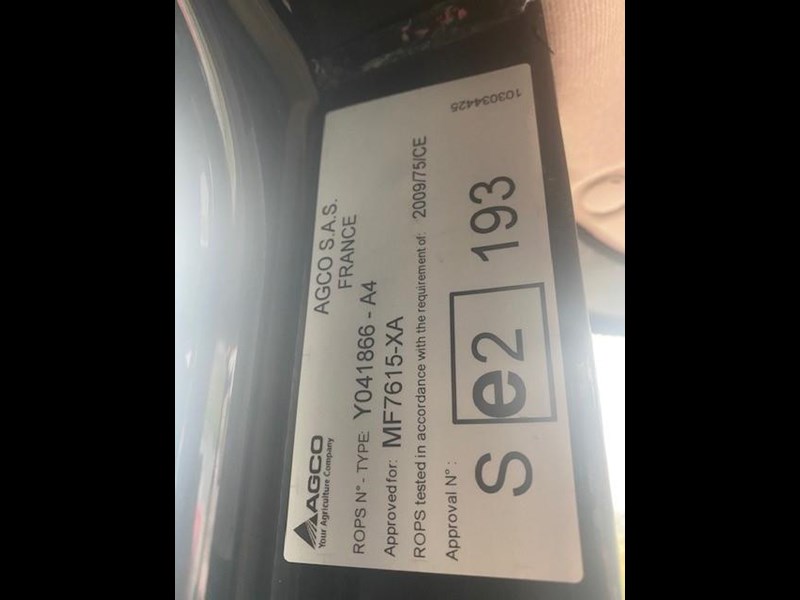 AGCO
Your Agriculture Company
AGCO S.A.S.
FRANCE
ROPS N° - TYPE: Y041866 - A4
Approved for: MF7615-XA
ROPS tested in accordance with the requirement of: 2009/75/CE
Approval N° :
S e2 193
103034425